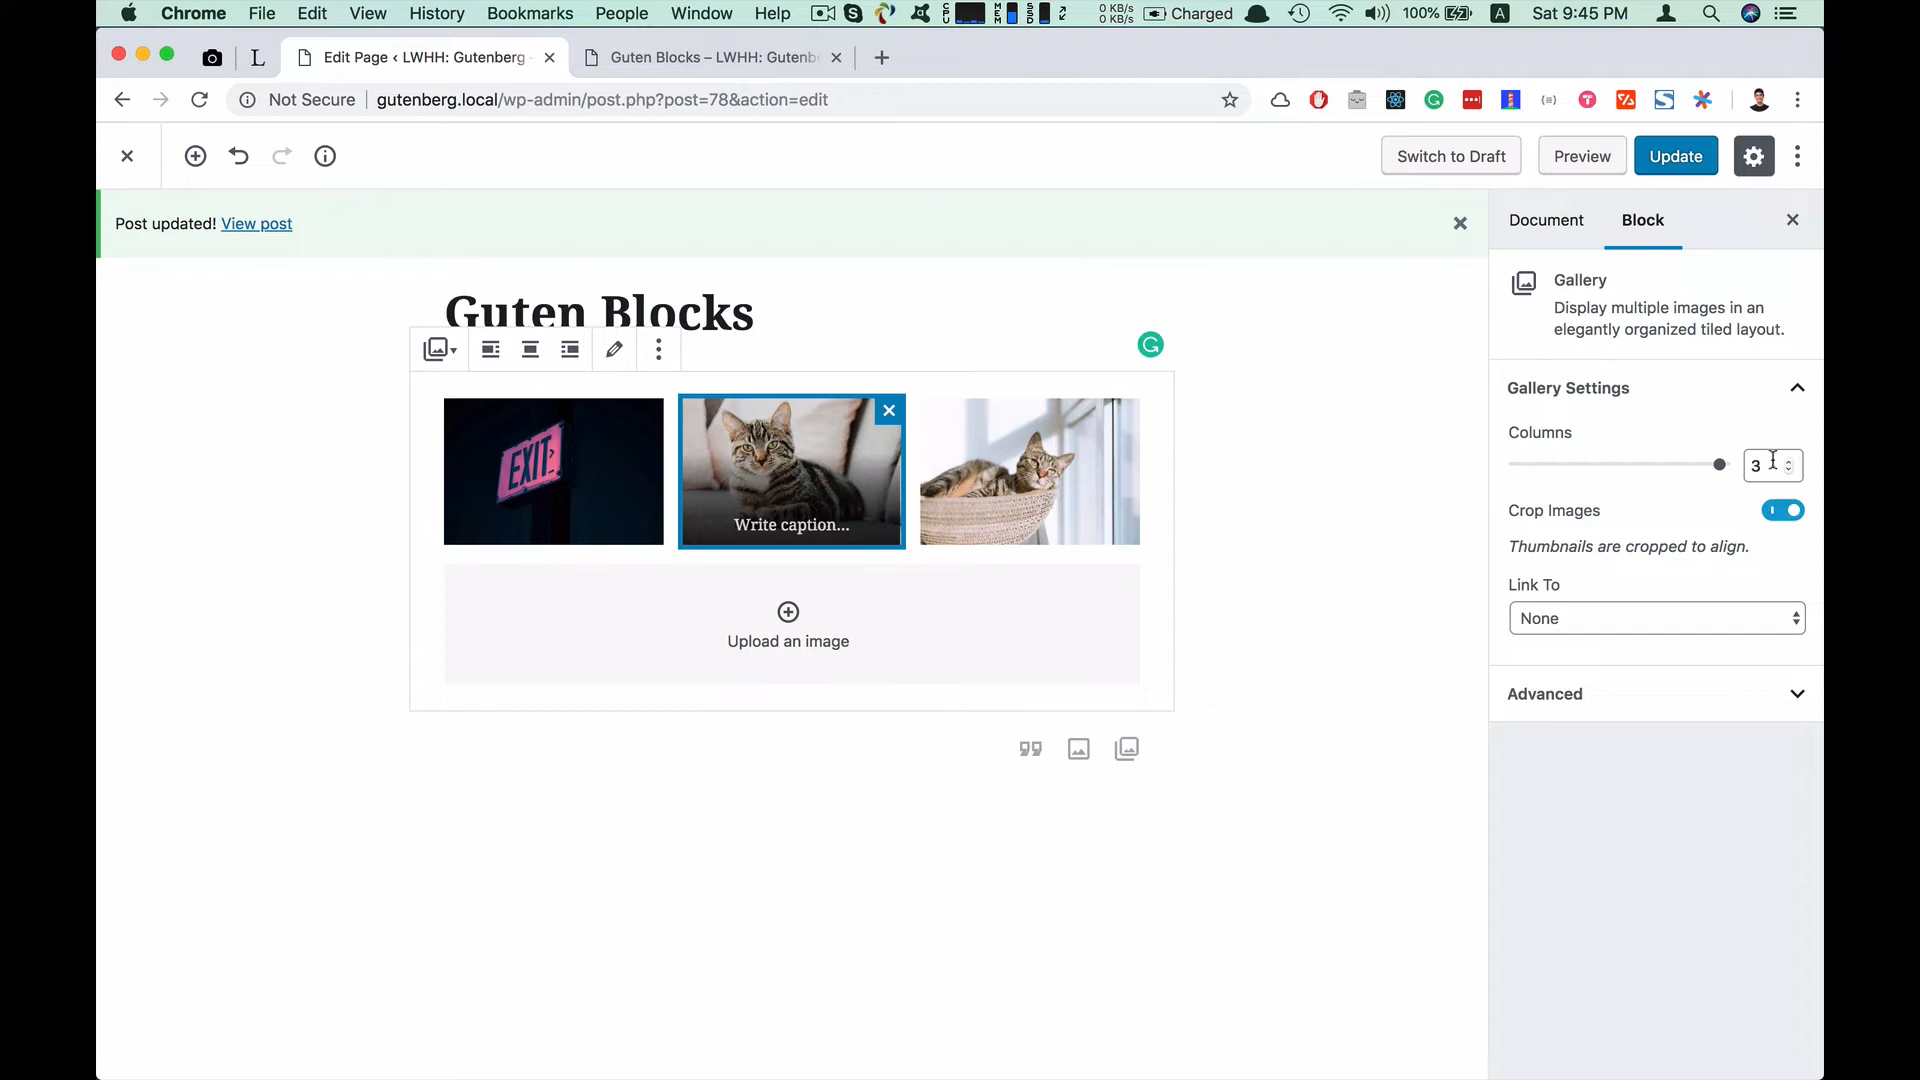 Chrome File Edit View History Bookmarks People Window Help CPU MEM SSD 0 KB/s 0 KB/s Charged 100% A Sat 9:45 PM
L Edit Page ‹ LWHH: Gutenberg - Guten Blocks – LWHH: Gutenb
Not Secure gutenberg.local/wp-admin/post.php?post=78&action=edit
Switch to Draft Preview Update
Post updated! View post
Document Block
Gallery
Display multiple images in an
elegantly organized tiled layout.
Guten Blocks
Gallery Settings
Columns
3
EXIT
Write caption...
Crop Images
Thumbnails are cropped to align.
Link To
None
Upload an image
Advanced